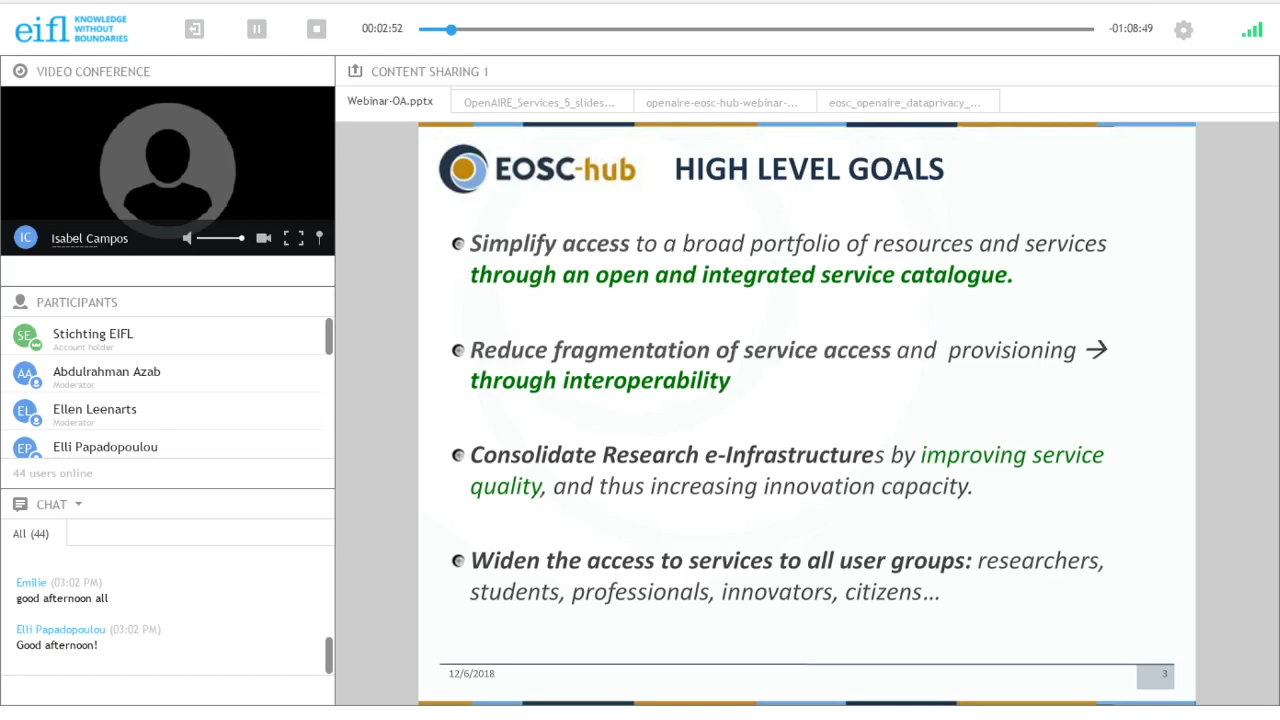 eifl KNOWLEDGE
WITHOUT
BOUNDARIES
00:02:52
-01:08:49
VIDEO CONFERENCE
IC Isabel Campos
PARTICIPANTS
SE Stichting EIFL
Account holder
AA Abdulrahman Azab
Moderator
EL Ellen Leenarts
Moderator
EP Elli Papadopoulou
44 users online
CHAT
All (44)
Emilie (03:02 PM)
good afternoon all
Elli Papadopoulou (03:02 PM)
Good afternoon!
CONTENT SHARING 1
Webinar-OA.pptx OpenAIRE_Services_5_slides... openaire-eosc-hub-webinar-... eosc_openaire_dataprivacy_...
EOSC-hub HIGH LEVEL GOALS
Simplify access to a broad portfolio of resources and services
through an open and integrated service catalogue.
Reduce fragmentation of service access and provisioning →
through interoperability
Consolidate Research e-Infrastructures by improving service
quality, and thus increasing innovation capacity.
Widen the access to services to all user groups: researchers,
students, professionals, innovators, citizens…
12/6/2018 3